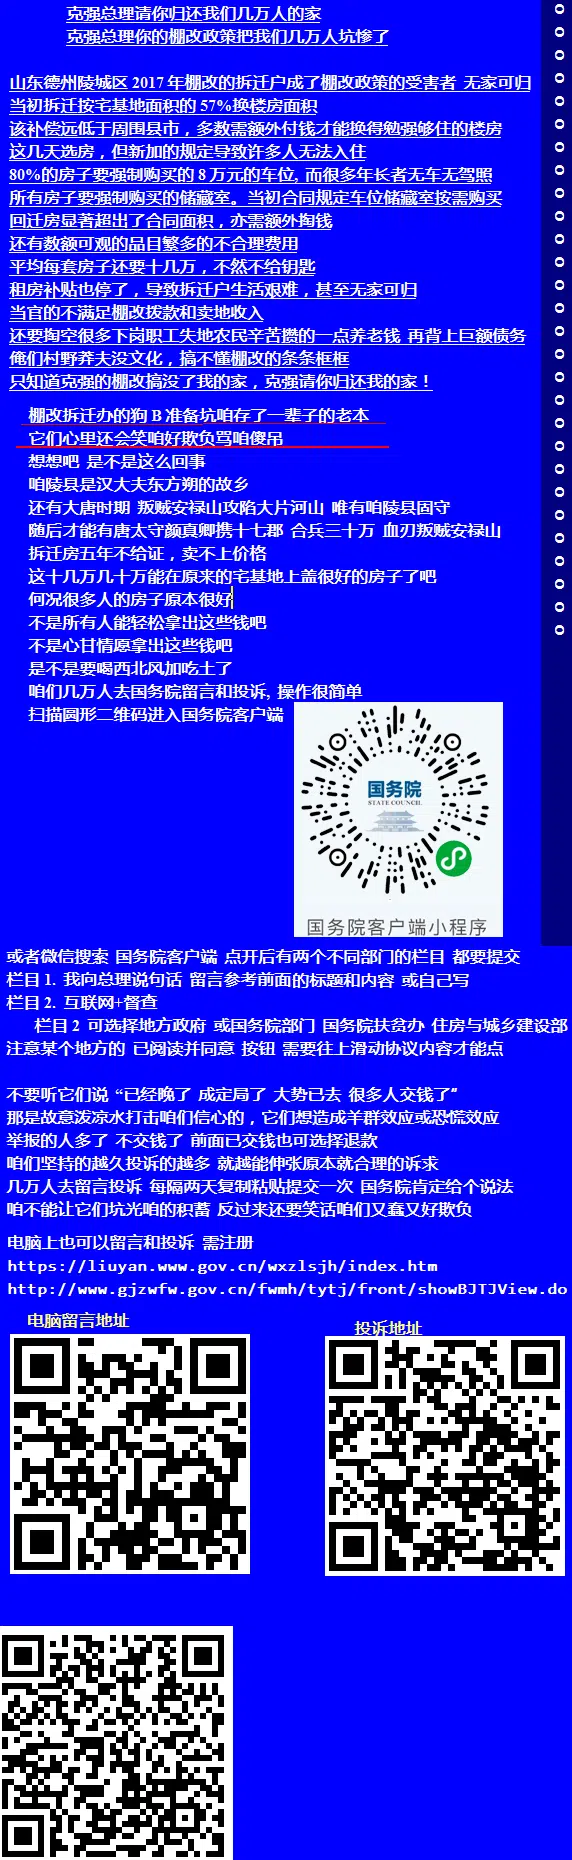 克强总理请你归还我们几万人的家
克强总理你的棚改政策把我们几万人坑惨了
山东德州陵城区2017年棚改的拆迁户成了棚改政策的受害者 无家可归
当初拆迁按宅基地面积的57%换楼房面积
该补偿远低于周围县市，多数需额外付钱才能换得勉强够住的楼房
这几天选房，但新加的规定导致许多人无法入住
80%的房子要强制购买的8万元的车位, 而很多年长者无车无驾照
所有房子要强制购买的储藏室。当初合同规定车位储藏室按需购买
回迁房显著超出了合同面积，亦需额外掏钱
还有数额可观的品目繁多的不合理费用
平均每套房子还要十几万，不然不给钥匙
租房补贴也停了，导致拆迁户生活艰难，甚至无家可归
当官的不满足棚改拨款和卖地收入
还要掏空很多下岗职工失地农民辛苦攒的一点养老钱 再背上巨额债务
俺们村野莽夫没文化，搞不懂棚改的条条框框
只知道克强的棚改搞没了我的家，克强请你归还我的家！
棚改拆迁办的狗B准备坑咱存了一辈子的老本
它们心里还会笑咱好欺负骂咱傻吊
想想吧 是不是这么回事
咱陵县是汉大夫东方朔的故乡
还有大唐时期 叛贼安禄山攻陷大片河山 唯有咱陵县固守
随后才能有唐太守颜真卿携十七郡 合兵三十万 血刃叛贼安禄山
拆迁房五年不给证，卖不上价格
这十几万几十万能在原来的宅基地上盖很好的房子了吧
何况很多人的房子原本很好
不是所有人能轻松拿出这些钱吧
不是心甘情愿拿出这些钱吧
是不是要喝西北风加吃土了
咱们几万人去国务院留言和投诉, 操作很简单
扫描圆形二维码进入国务院客户端
国务院
STATE COUNCIL
国务院客户端小程序
或者微信搜索 国务院客户端 点开后有两个不同部门的栏目 都要提交
栏目1. 我向总理说句话 留言参考前面的标题和内容 或自己写
栏目2. 互联网+督查
栏目2 可选择地方政府 或国务院部门 国务院扶贫办 住房与城乡建设部
注意某个地方的 已阅读并同意 按钮 需要往上滑动协议内容才能点
不要听它们说 “已经晚了 成定局了 大势已去 很多人交钱了”
那是故意泼凉水打击咱们信心的，它们想造成羊群效应或恐慌效应
举报的人多了 不交钱了 前面已交钱也可选择退款
咱们坚持的越久投诉的越多 就越能伸张原本就合理的诉求
几万人去留言投诉 每隔两天复制粘贴提交一次 国务院肯定给个说法
咱不能让它们坑光咱的积蓄 反过来还要笑话咱们又蠢又好欺负
电脑上也可以留言和投诉 需注册
https://liuyan.www.gov.cn/wxzlsjh/index.htm
http://www.gjzwfw.gov.cn/fwmh/tytj/front/showBJTJView.do
电脑留言地址
投诉地址